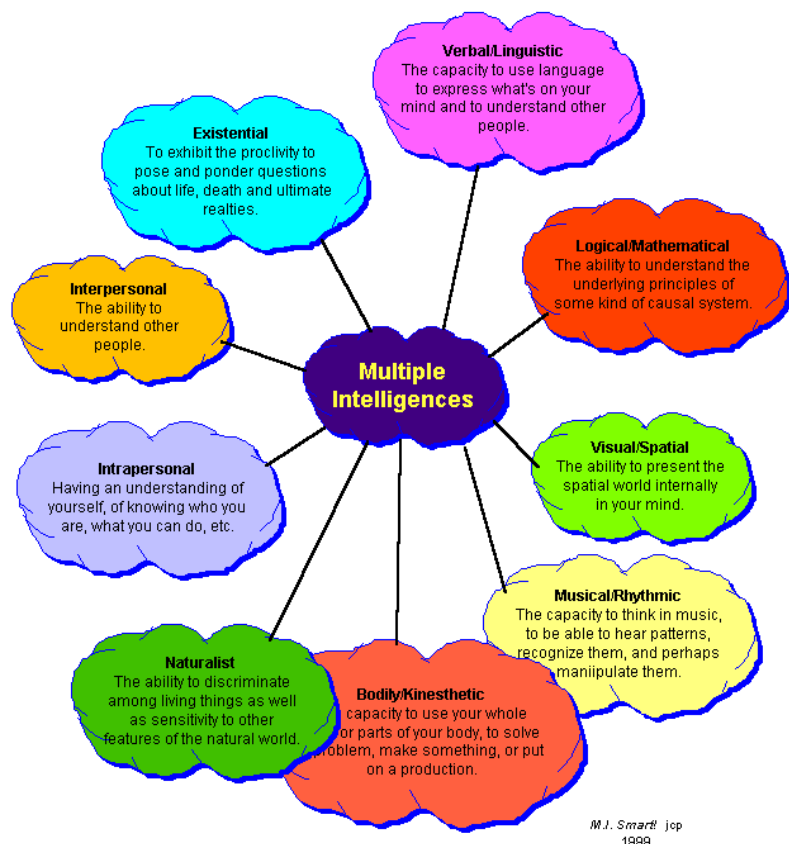 Verbal/Linguistic
The capacity to use language
to express what's on your
mind and to understand other
people.
Existential
To exhibit the proclivity to
pose and ponder questions
about life, death and ultimate
realties.
Logical/Mathematical
The ability to understand the
underlying principles of
some kind of causal system.
Interpersonal
The ability to
understand other
people.
Multiple
Intelligences
Visual/Spatial
The ability to present the
spatial world internally
in your mind.
Intrapersonal
Having an understanding of
yourself, of knowing who you
are, what you can do, etc.
Musical/Rhythmic
The capacity to think in music,
to be able to hear patterns,
recognize them, and perhaps
maniipulate them.
Naturalist
The ability to discriminate
among living things as well
as sensitivity to other
features of the natural world.
Bodily/Kinesthetic
capacity to use your whole
or parts of your body, to solve
problem, make something, or put
on a production.
M.I. Smart! jcp
1999